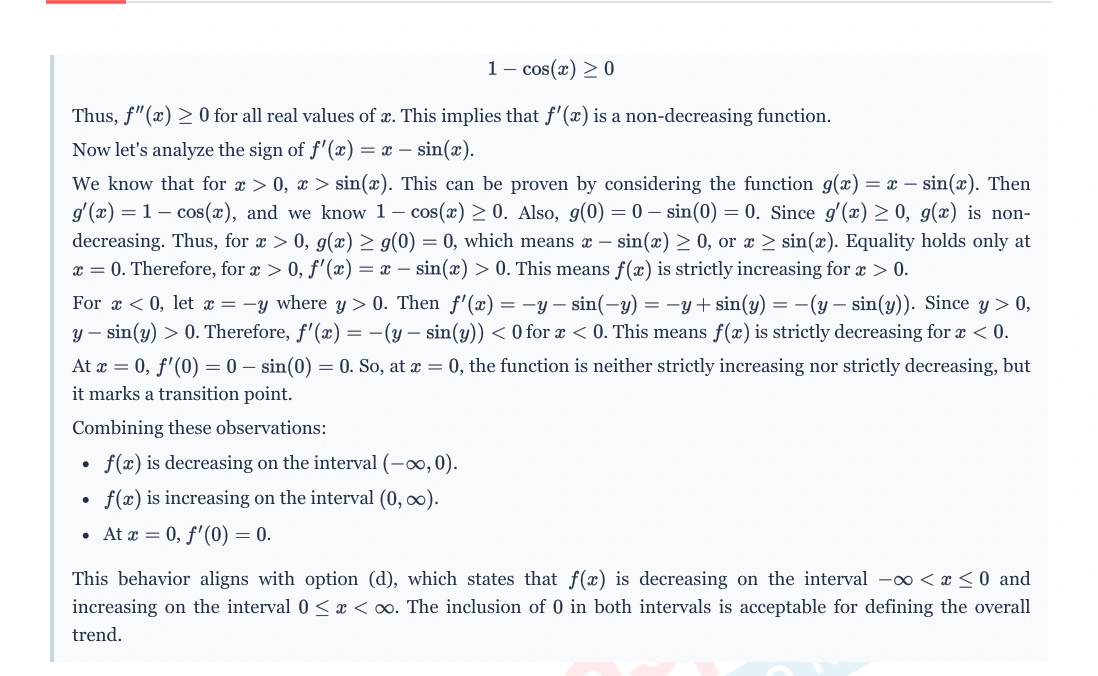 1 − cos(x) ≥ 0
Thus, f″(x) ≥ 0 for all real values of x. This implies that f′(x) is a non-decreasing function.
Now let's analyze the sign of f′(x) = x − sin(x).
We know that for x > 0, x > sin(x). This can be proven by considering the function g(x) = x − sin(x). Then
g′(x) = 1 − cos(x), and we know 1 − cos(x) ≥ 0. Also, g(0) = 0 − sin(0) = 0. Since g′(x) ≥ 0, g(x) is non-
decreasing. Thus, for x > 0, g(x) ≥ g(0) = 0, which means x − sin(x) ≥ 0, or x ≥ sin(x). Equality holds only at
x = 0. Therefore, for x > 0, f′(x) = x − sin(x) > 0. This means f(x) is strictly increasing for x > 0.
For x < 0, let x = −y where y > 0. Then f′(x) = −y − sin(−y) = −y + sin(y) = −(y − sin(y)). Since y > 0,
y − sin(y) > 0. Therefore, f′(x) = −(y − sin(y)) < 0 for x < 0. This means f(x) is strictly decreasing for x < 0.
At x = 0, f′(0) = 0 − sin(0) = 0. So, at x = 0, the function is neither strictly increasing nor strictly decreasing, but
it marks a transition point.
Combining these observations:
• f(x) is decreasing on the interval (−∞, 0).
• f(x) is increasing on the interval (0, ∞).
• At x = 0, f′(0) = 0.
This behavior aligns with option (d), which states that f(x) is decreasing on the interval −∞ < x ≤ 0 and
increasing on the interval 0 ≤ x < ∞. The inclusion of 0 in both intervals is acceptable for defining the overall
trend.